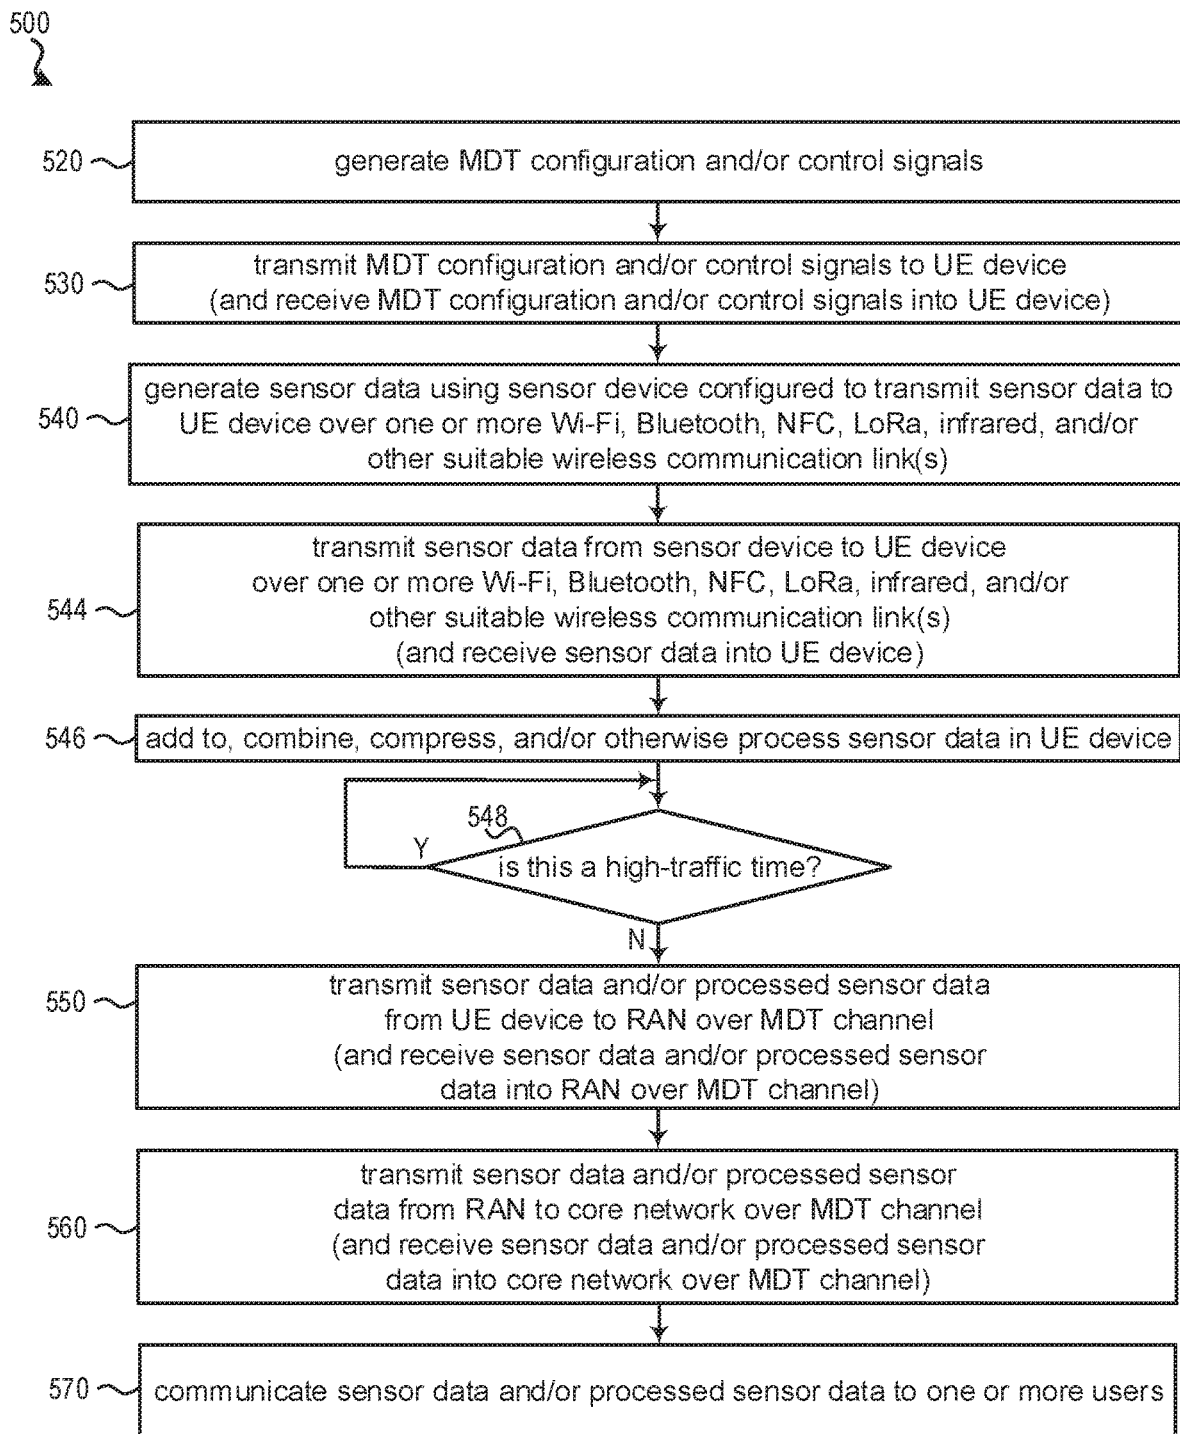 500
520
generate MDT configuration and/or control signals
530
transmit MDT configuration and/or control signals to UE device
(and receive MDT configuration and/or control signals into UE device)
540
generate sensor data using sensor device configured to transmit sensor data to
UE device over one or more Wi-Fi, Bluetooth, NFC, LoRa, infrared, and/or
other suitable wireless communication link(s)
544
transmit sensor data from sensor device to UE device
over one or more Wi-Fi, Bluetooth, NFC, LoRa, infrared, and/or
other suitable wireless communication link(s)
(and receive sensor data into UE device)
546
add to, combine, compress, and/or otherwise process sensor data in UE device
548
Y
is this a high-traffic time?
N
550
transmit sensor data and/or processed sensor data
from UE device to RAN over MDT channel
(and receive sensor data and/or processed sensor
data into RAN over MDT channel)
560
transmit sensor data and/or processed sensor
data from RAN to core network over MDT channel
(and receive sensor data and/or processed sensor
data into core network over MDT channel)
570
communicate sensor data and/or processed sensor data to one or more users